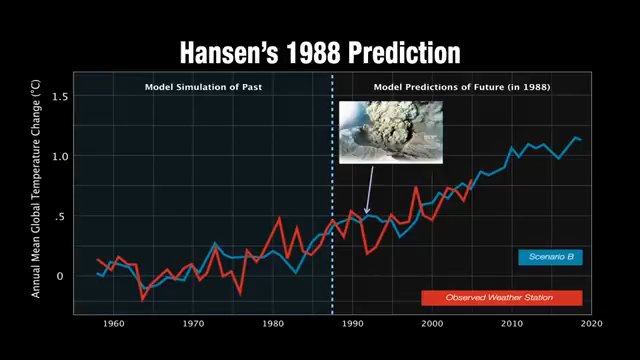 Hansen's 1988 Prediction
Model Simulation of Past
Model Predictions of Future (in 1988)
Annual Mean Global Temperature Change (°C)
1.5
1.0
.5
0
Scenario B
Observed Weather Station
1960 1970 1980 1990 2000 2010 2020